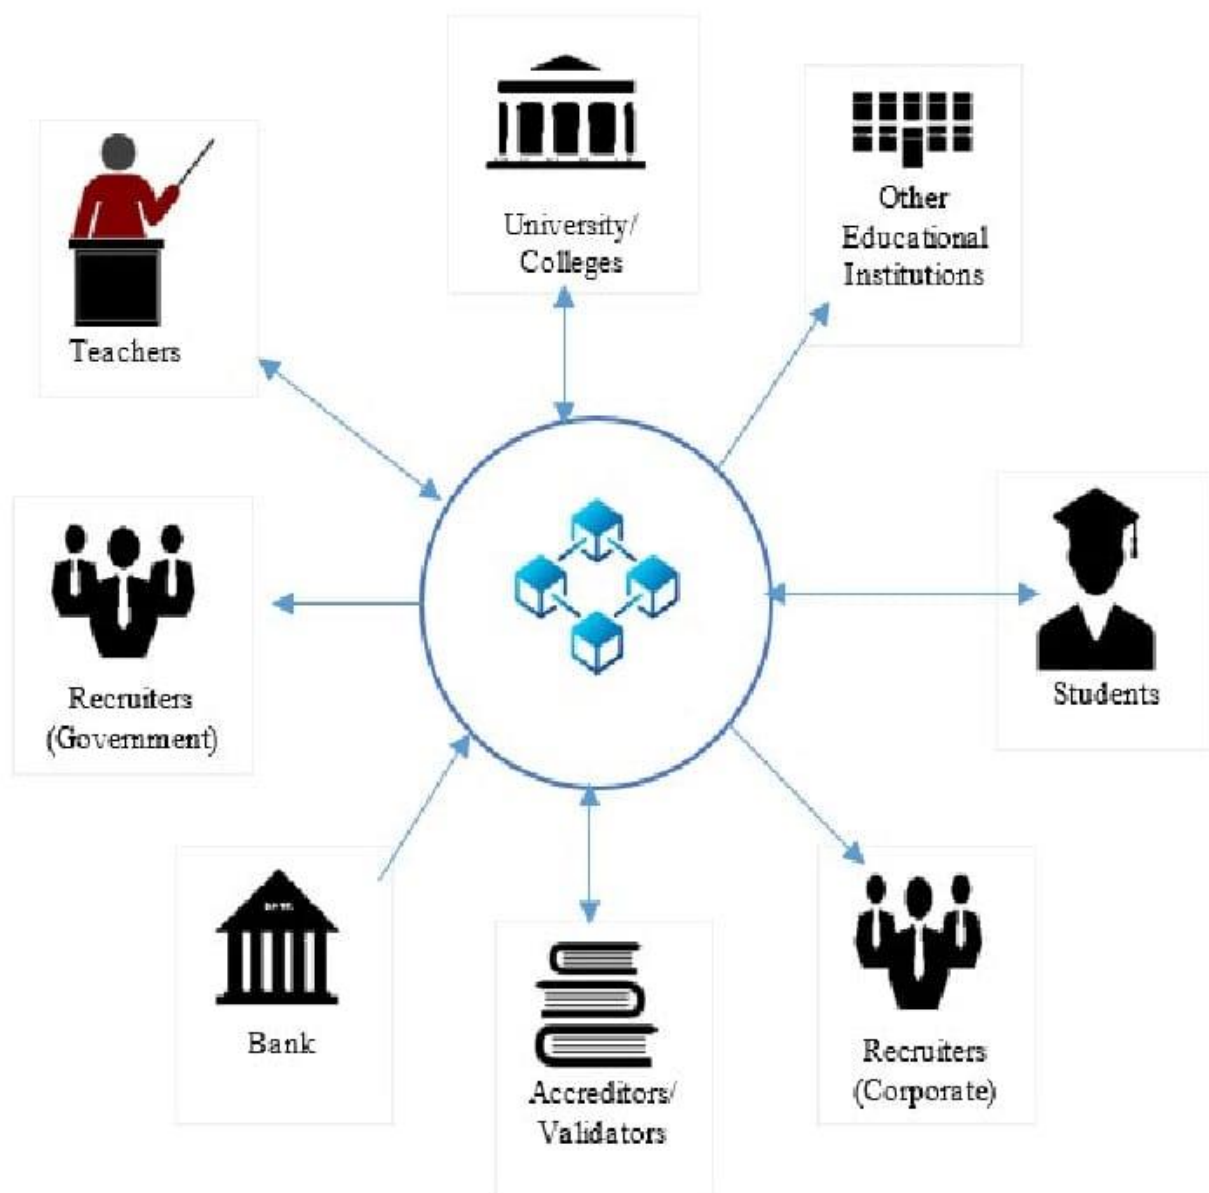 University/
Colleges
Other
Educational
Institutions
Teachers
Students
Recruiters
(Government)
Bank
Accreditors/
Validators
Recruiters
(Corporate)